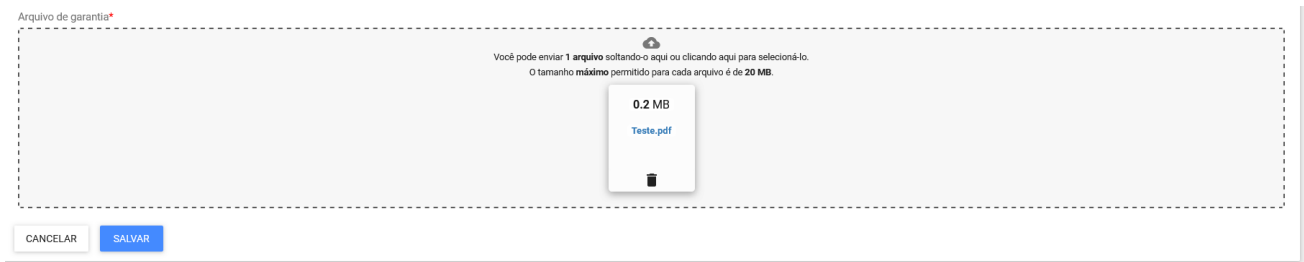 Arquivo de garantia*
Você pode enviar 1 arquivo soltando-o aqui ou clicando aqui para selecioná-lo.
O tamanho máximo permitido para cada arquivo é de 20 MB.
0.2 MB
Teste.pdf
CANCELAR SALVAR